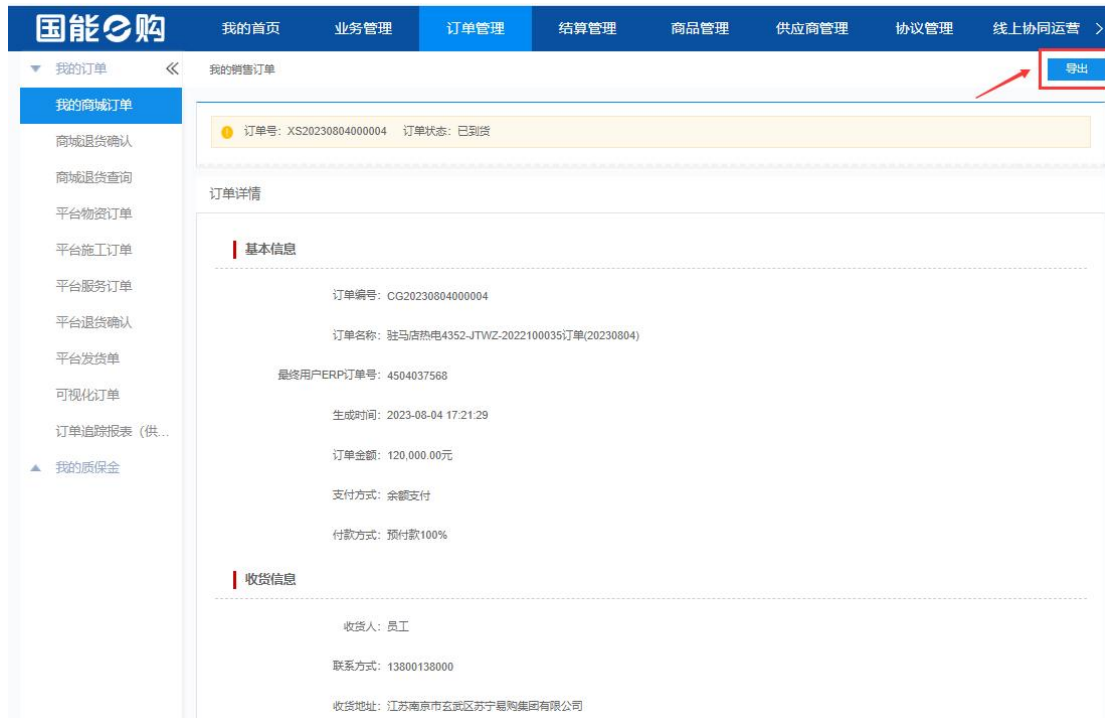 国能e购 我的首页 业务管理 订单管理 结算管理 商品管理 供应商管理 协议管理 线上协同运营 >
我的订单 《 我的销售订单 导出
我的商城订单
商城退货确认
商城退货查询
平台物资订单
平台施工订单
平台服务订单
平台退货确认
平台发货单
可视化订单
订单追踪报表（供...
我的质保金
订单号：XS20230804000004 订单状态：已到货
订单详情
基本信息
订单编号：CG20230804000004
订单名称：驻马店热电4352-JTWZ-2022100035订单(20230804)
最终用户ERP订单号：4504037568
生成时间：2023-08-04 17:21:29
订单金额：120,000.00元
支付方式：余额支付
付款方式：预付款100%
收货信息
收货人：员工
联系方式：13800138000
收货地址：江苏南京市玄武区苏宁易购集团有限公司